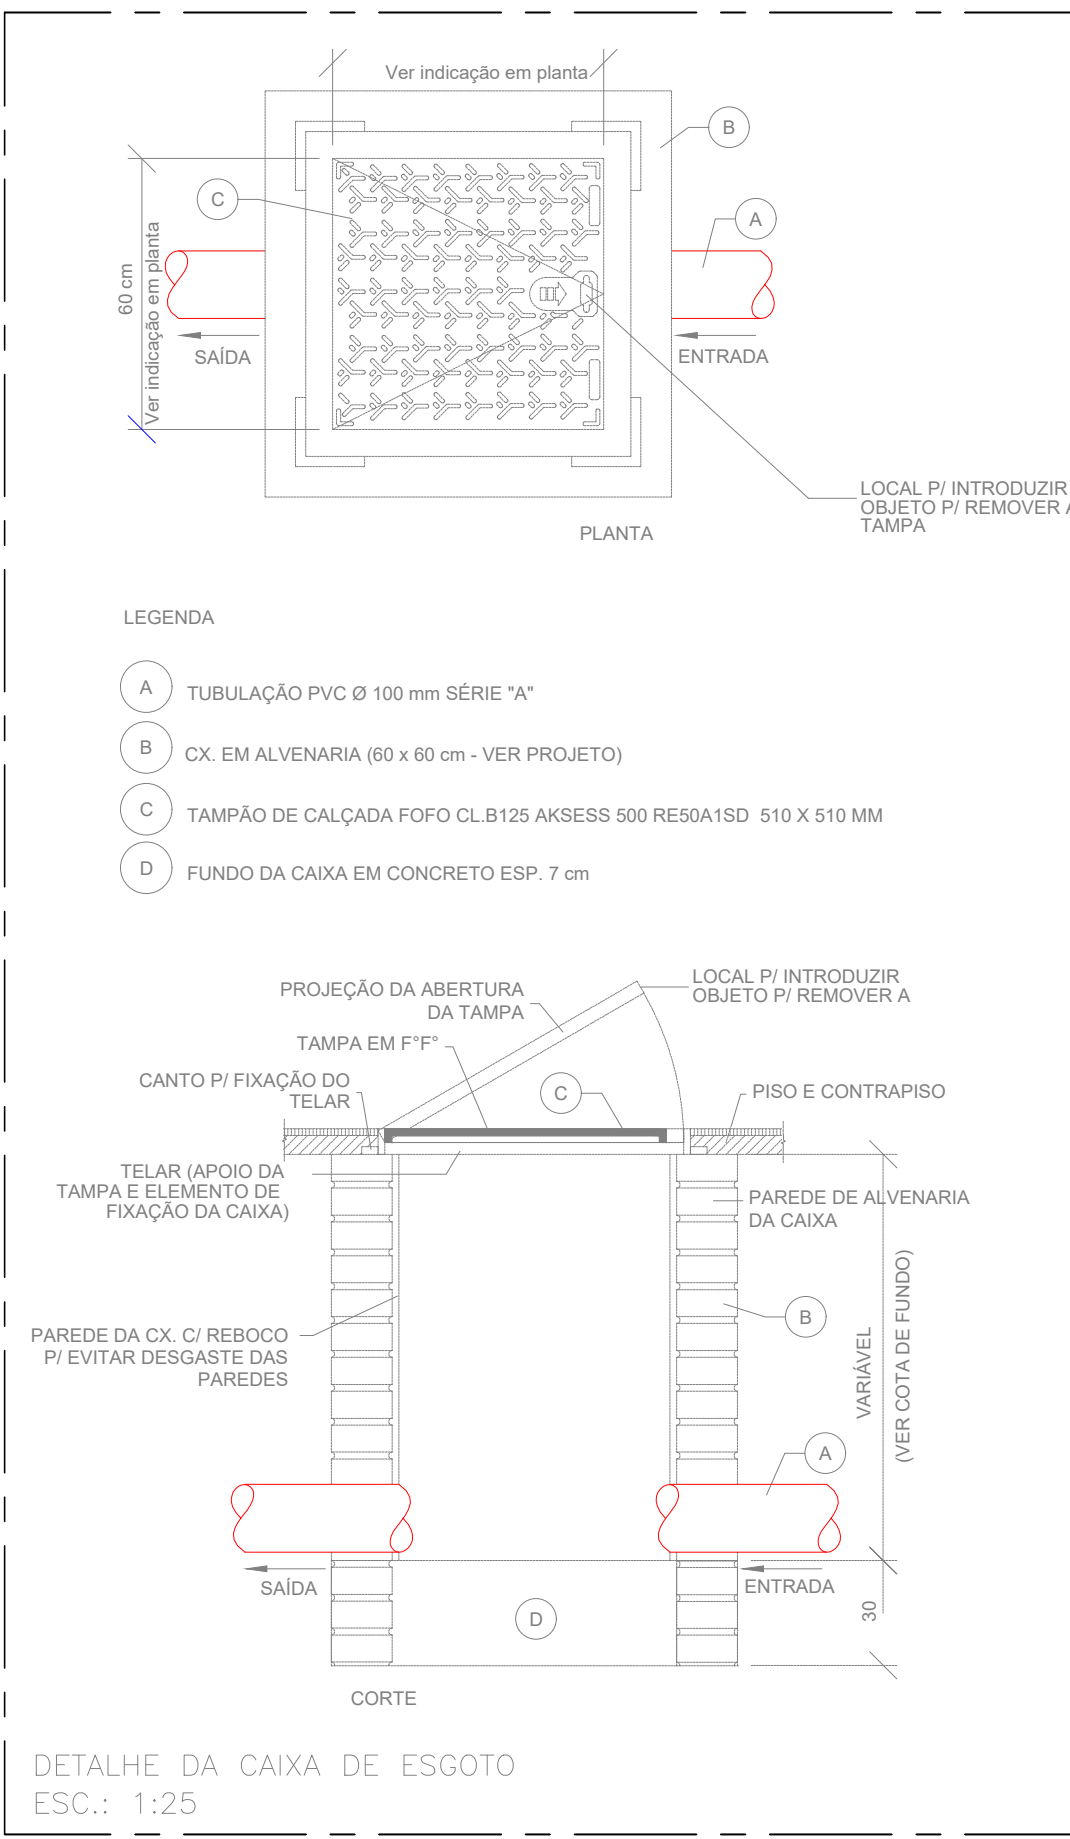 Ver indicação em planta
B
C
A
60 cm
Ver indicação em planta
SAÍDA
ENTRADA
LOCAL P/ INTRODUZIR
OBJETO P/ REMOVER A
TAMPA
PLANTA
LEGENDA
A TUBULAÇÃO PVC Ø 100 mm SÉRIE "A"
B CX. EM ALVENARIA (60 x 60 cm - VER PROJETO)
C TAMPÃO DE CALÇADA FOFO CL.B125 AKSESS 500 RE50A1SD 510 X 510 MM
D FUNDO DA CAIXA EM CONCRETO ESP. 7 cm
LOCAL P/ INTRODUZIR
OBJETO P/ REMOVER A
PROJEÇÃO DA ABERTURA
DA TAMPA
TAMPA EM F°F°
CANTO P/ FIXAÇÃO DO
TELAR
C
PISO E CONTRAPISO
TELAR (APOIO DA
TAMPA E ELEMENTO DE
FIXAÇÃO DA CAIXA)
PAREDE DE ALVENARIA
DA CAIXA
B
PAREDE DA CX. C/ REBOCO
P/ EVITAR DESGASTE DAS
PAREDES
VARIÁVEL
(VER COTA DE FUNDO)
A
SAÍDA
ENTRADA
D
30
CORTE
DETALHE DA CAIXA DE ESGOTO
ESC.: 1:25